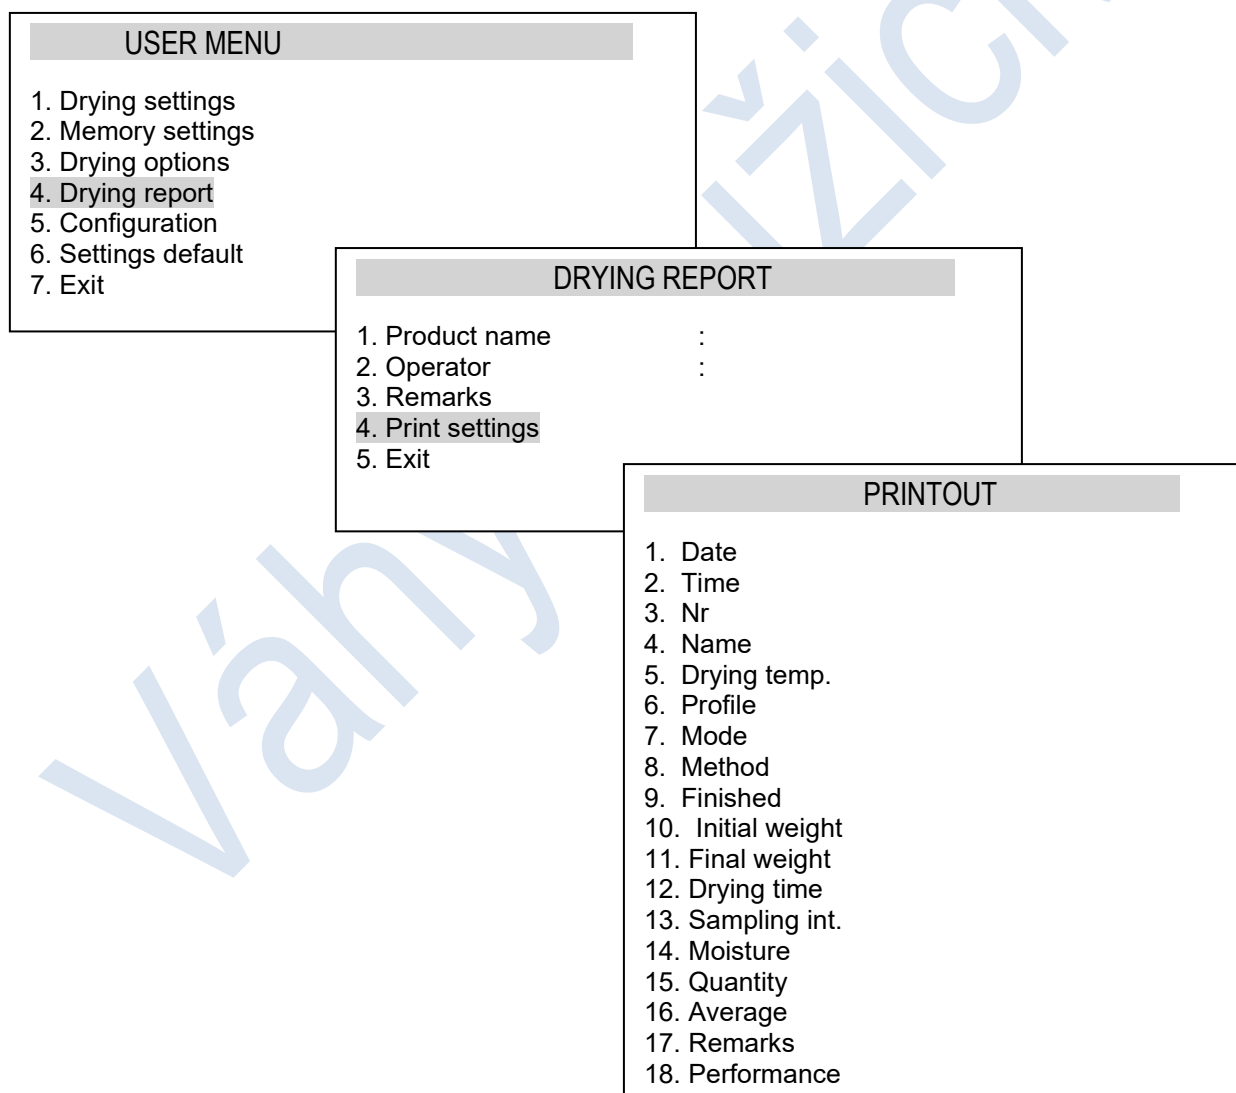 USER MENU
1. Drying settings
2. Memory settings
3. Drying options
4. Drying report
5. Configuration
6. Settings default
7. Exit
DRYING REPORT
1. Product name :
2. Operator :
3. Remarks
4. Print settings
5. Exit
PRINTOUT
1. Date
2. Time
3. Nr
4. Name
5. Drying temp.
6. Profile
7. Mode
8. Method
9. Finished
10. Initial weight
11. Final weight
12. Drying time
13. Sampling int.
14. Moisture
15. Quantity
16. Average
17. Remarks
18. Performance